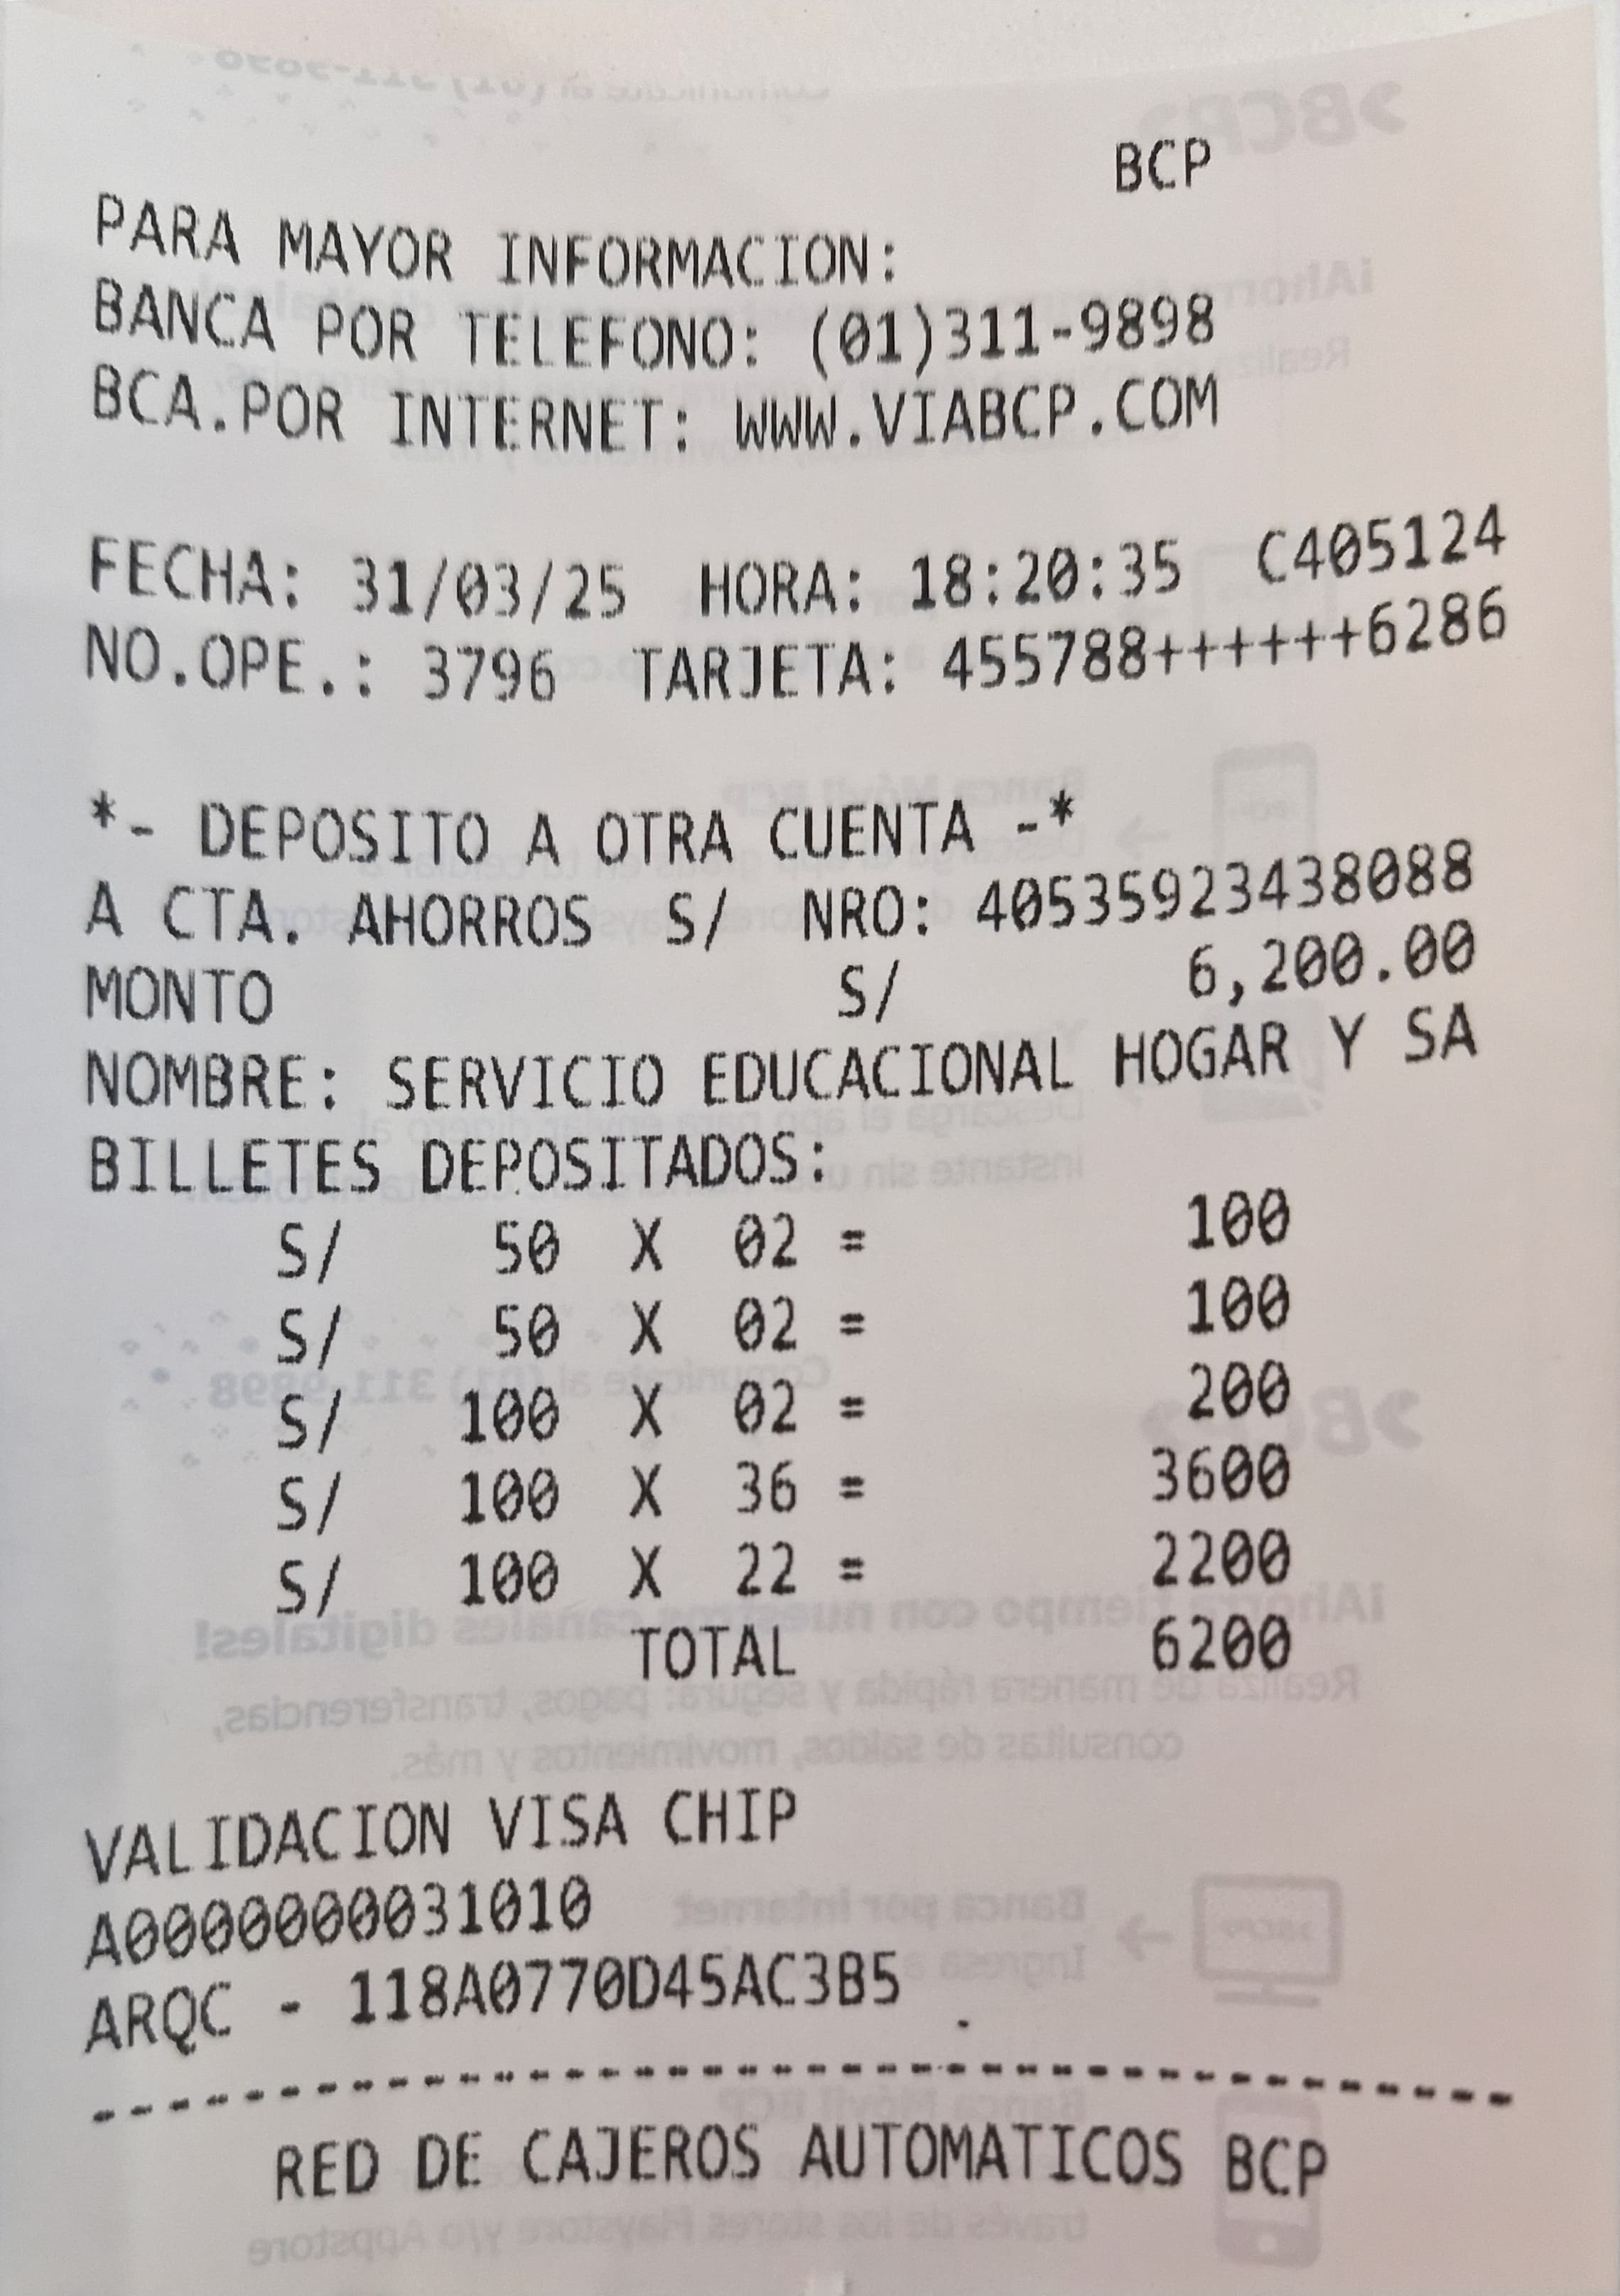 BCP
PARA MAYOR INFORMACION:
BANCA POR TELEFONO: (01)311-9898
BCA.POR INTERNET: WWW.VIABCP.COM
FECHA: 31/03/25 HORA: 18:20:35 C405124
NO.OPE.: 3796 TARJETA: 455788++++++6286
*- DEPOSITO A OTRA CUENTA -*
A CTA. AHORROS S/ NRO: 40535923438088
MONTO S/ 6,200.00
NOMBRE: SERVICIO EDUCACIONAL HOGAR Y SA
BILLETES DEPOSITADOS:
S/ 50 X 02 = 100
S/ 50 X 02 = 100
S/ 100 X 02 = 200
S/ 100 X 36 = 3600
S/ 100 X 22 = 2200
TOTAL 6200
VALIDACION VISA CHIP
A0000000031010
ARQC - 118A0770D45AC3B5
RED DE CAJEROS AUTOMATICOS BCP